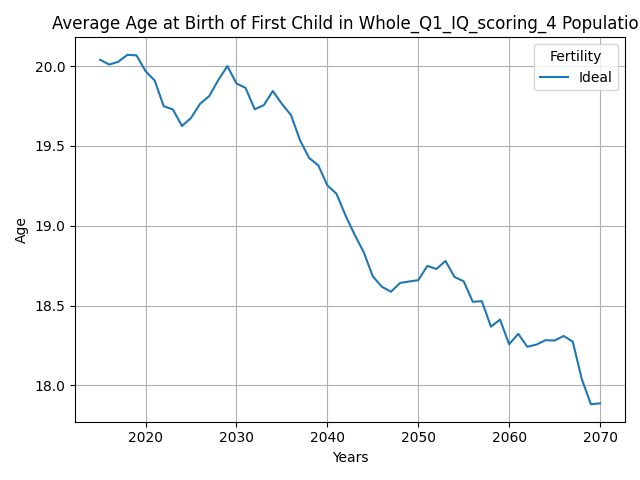 Average Age at Birth of First Child in Whole_Q1_IQ_scoring_4 Populatio
Fertility
Ideal
20.0
19.5
19.0
18.5
18.0
Age
2020 2030 2040 2050 2060 2070
Years